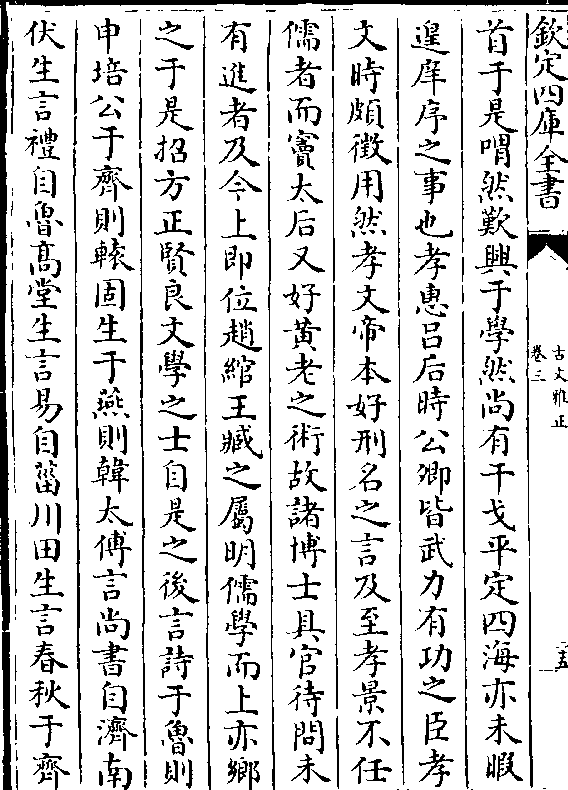 欽定四庫全書
古文雅正
卷三
首于是喟然歎興于學然尚有干戈平定四海亦未暇
遑庠序之事也孝惠吕后時公卿皆武力有功之臣孝
文時頗徴用然孝文帝本好刑名之言及至孝景不任
儒者而竇太后又好黄老之術故諸博士具官待問未
有進者及今上即位趙綰王臧之屬明儒學而上亦鄉
之于是招方正賢良文學之士自是之後言詩于魯則
申培公于齊則轅固生于燕則韓太傅言尚書自濟南
伏生言禮自魯髙堂生言易自菑川田生言春秋于齊